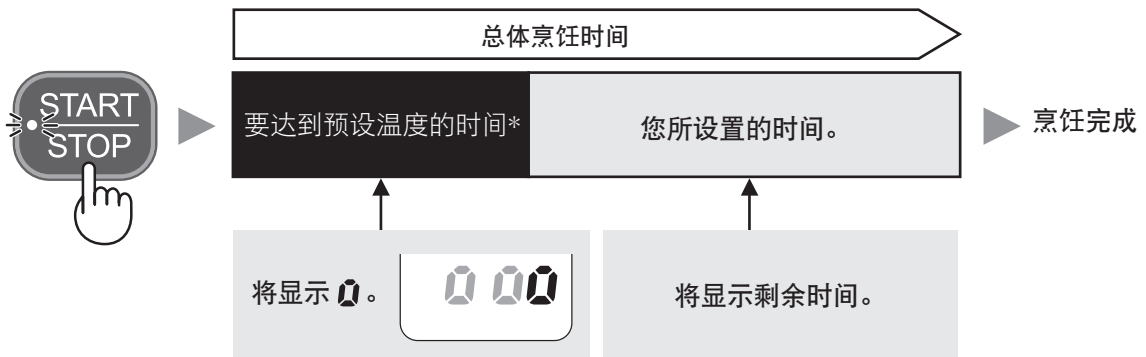 总体烹饪时间
START
STOP
要达到预设温度的时间*
您所设置的时间。
烹饪完成
将显示 0。
0 0 0
将显示剩余时间。